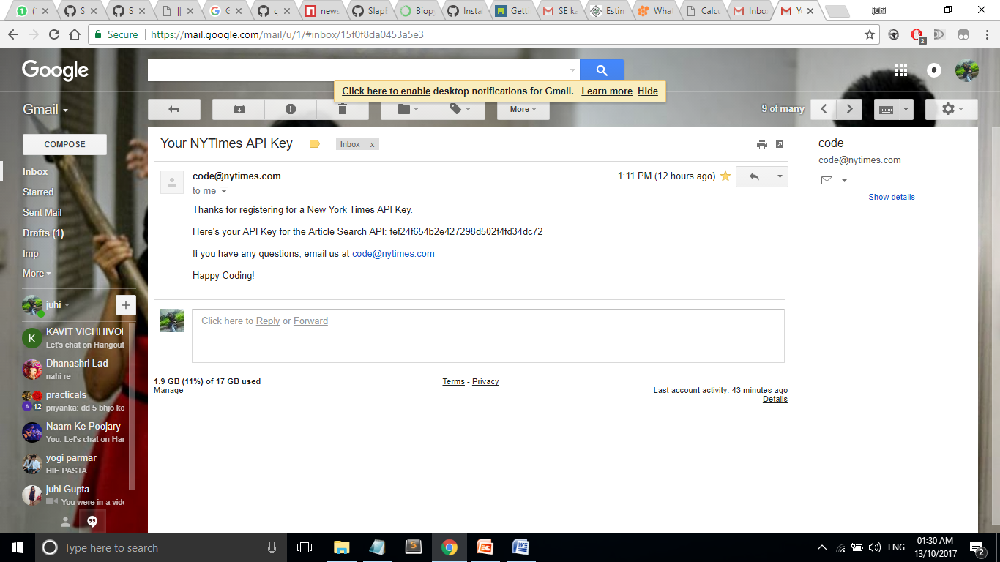 S
S
||
G
c
news
SlapB
Biopy
Insta
Getti
SE ka
Estim
What
Calcu
Inbox
Yo
juhi
Secure https://mail.google.com/mail/u/1/#inbox/15f0f8da0453a5e3
2
Google
Click here to enable desktop notifications for Gmail. Learn more Hide
Gmail
More
9 of many
COMPOSE
Inbox
Starred
Sent Mail
Drafts (1)
Imp
More
juhi
K
KAVIT VICHHIVO
Let's chat on Hangout
Dhanashri Lad
nahi re
A 12
practicals
priyanka: dd 5 bhjo ko
Naam Ke Poojary
You: Let's chat on Han
yogi parmar
HIE PASTA
juhi Gupta
You were in a vide
Your NYTimes API Key
Inbox x
code@nytimes.com
1:11 PM (12 hours ago)
to me
Thanks for registering for a New York Times API Key.
Here's your API Key for the Article Search API: fef24f654b2e427298d502f4fd34dc72
If you have any questions, email us at code@nytimes.com
Happy Coding!
Click here to Reply or Forward
1.9 GB (11%) of 17 GB used
Manage
Terms - Privacy
Last account activity: 43 minutes ago
Details
code
code@nytimes.com
Show details
Type here to search
ENG
01:30 AM
13/10/2017
2